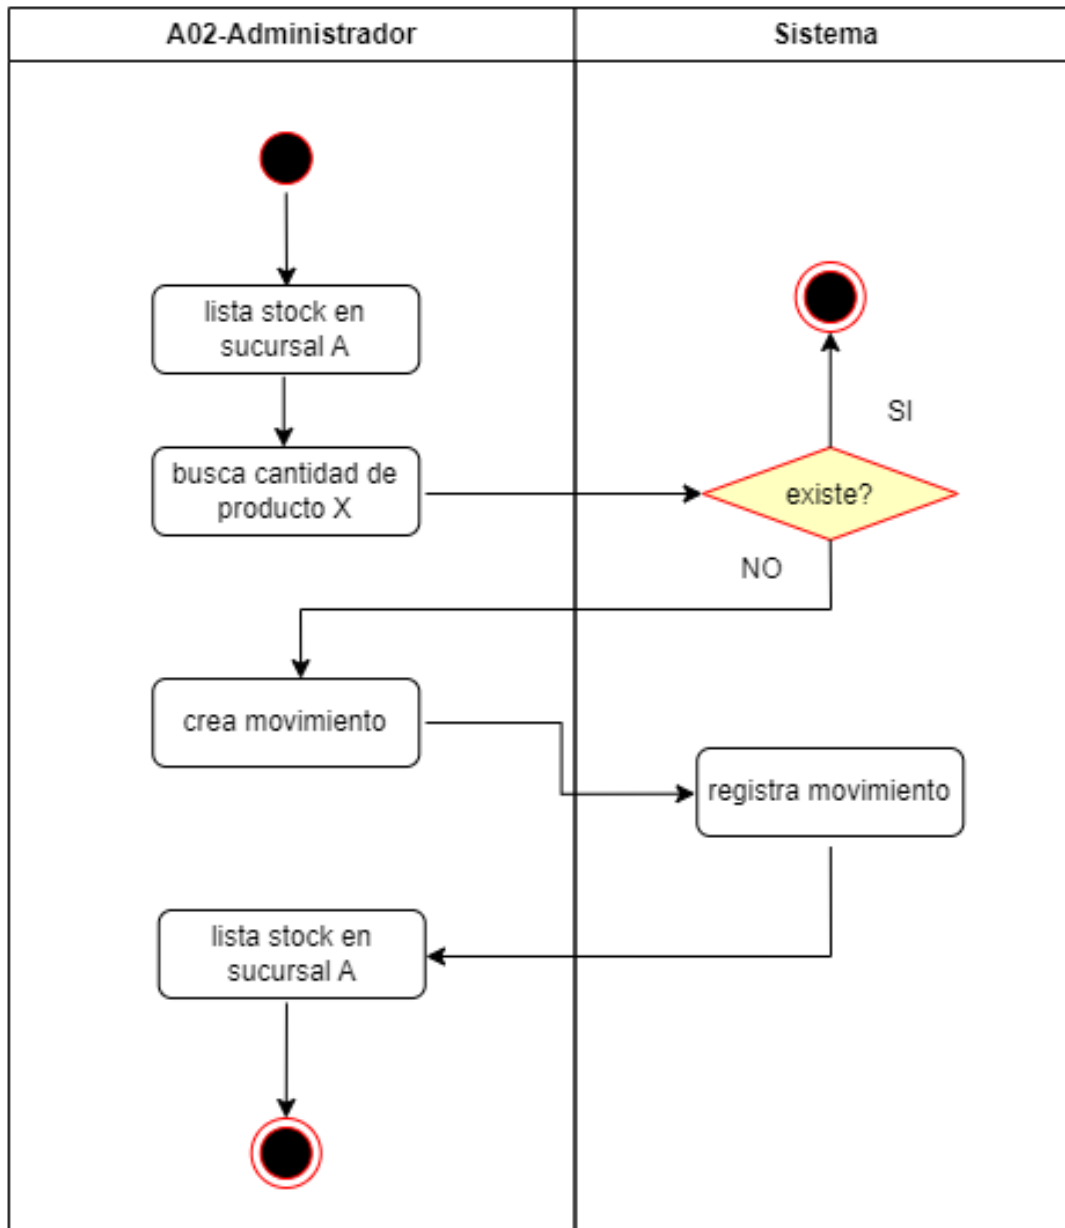 A02-Administrador
Sistema
lista stock en
sucursal A
SI
busca cantidad de
producto X
existe?
NO
crea movimiento
registra movimiento
lista stock en
sucursal A